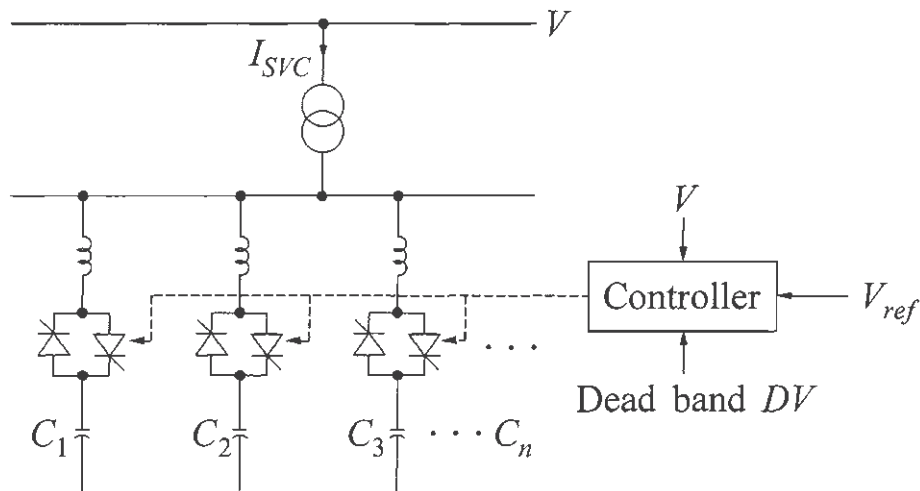 V
I_SVC
V
Controller
V_ref
Dead band DV
C_1
C_2
C_3
· · ·
· · · C_n